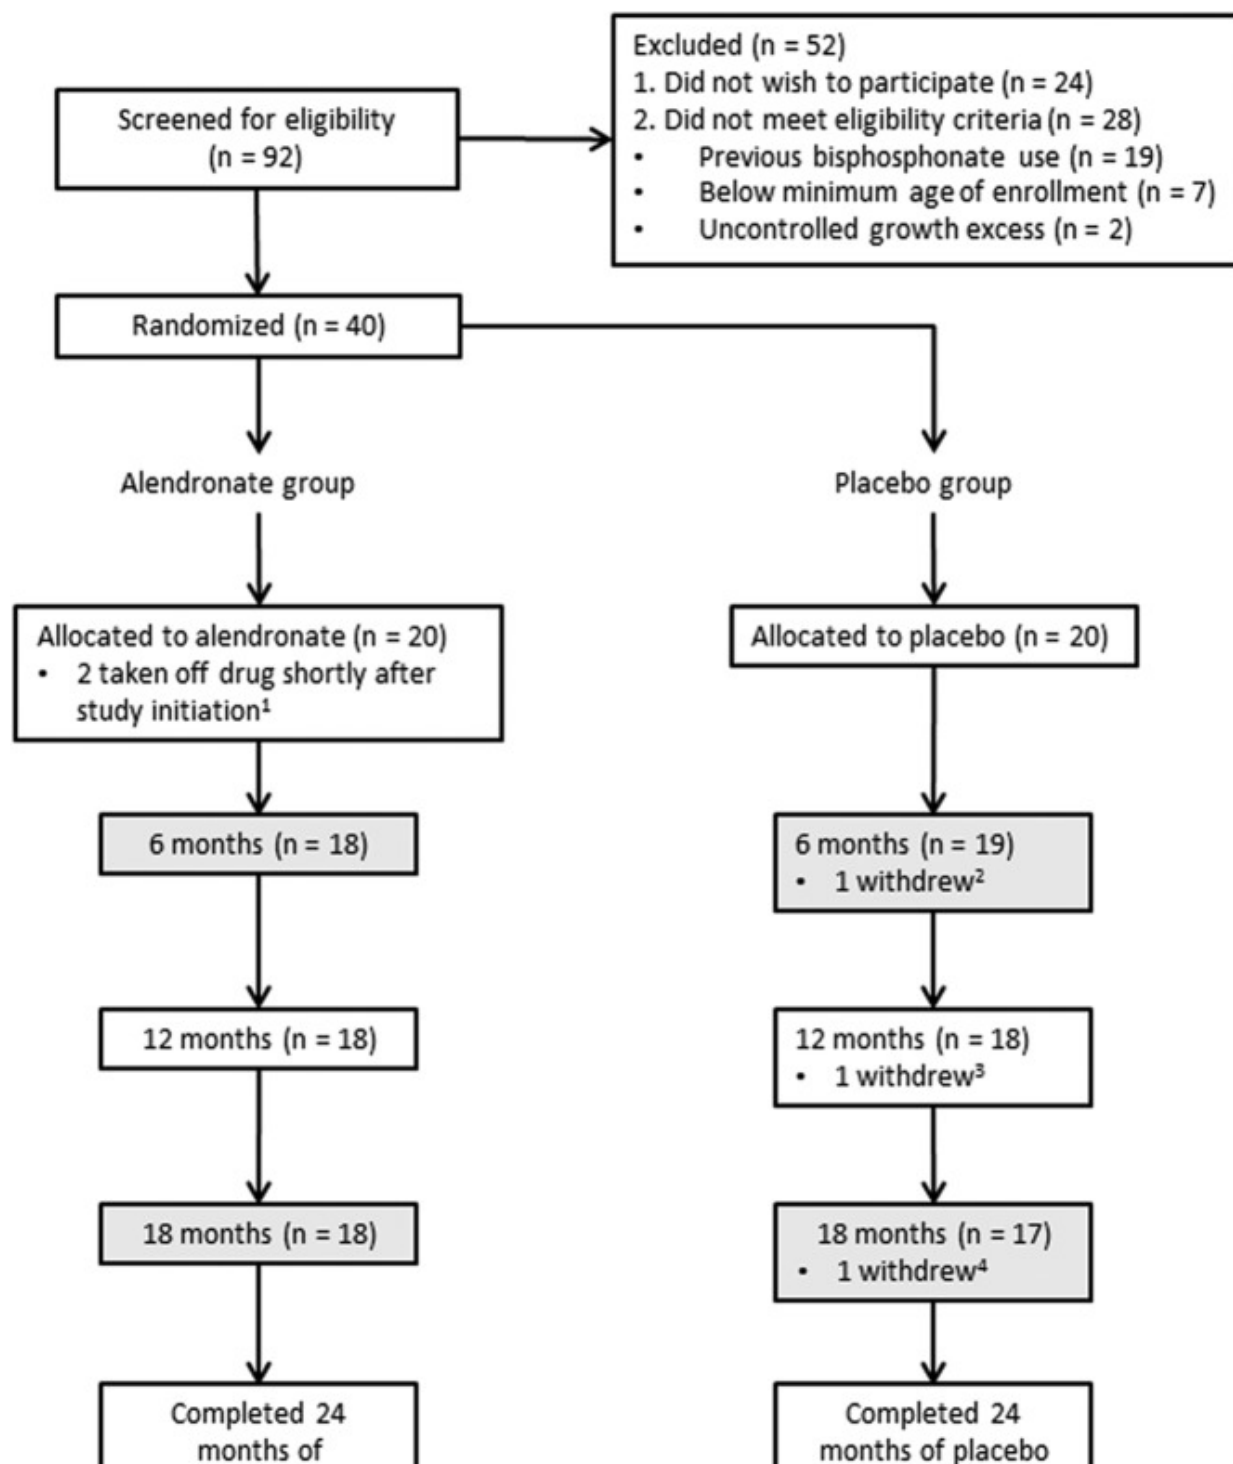 Excluded (n = 52)
1. Did not wish to participate (n = 24)
2. Did not meet eligibility criteria (n = 28)
• Previous bisphosphonate use (n = 19)
• Below minimum age of enrollment (n = 7)
• Uncontrolled growth excess (n = 2)
Screened for eligibility
(n = 92)
Randomized (n = 40)
Alendronate group
Placebo group
Allocated to alendronate (n = 20)
• 2 taken off drug shortly after
study initiation¹
Allocated to placebo (n = 20)
6 months (n = 18)
6 months (n = 19)
• 1 withdrew²
12 months (n = 18)
12 months (n = 18)
• 1 withdrew³
18 months (n = 18)
18 months (n = 17)
• 1 withdrew⁴
Completed 24
months of
Completed 24
months of placebo